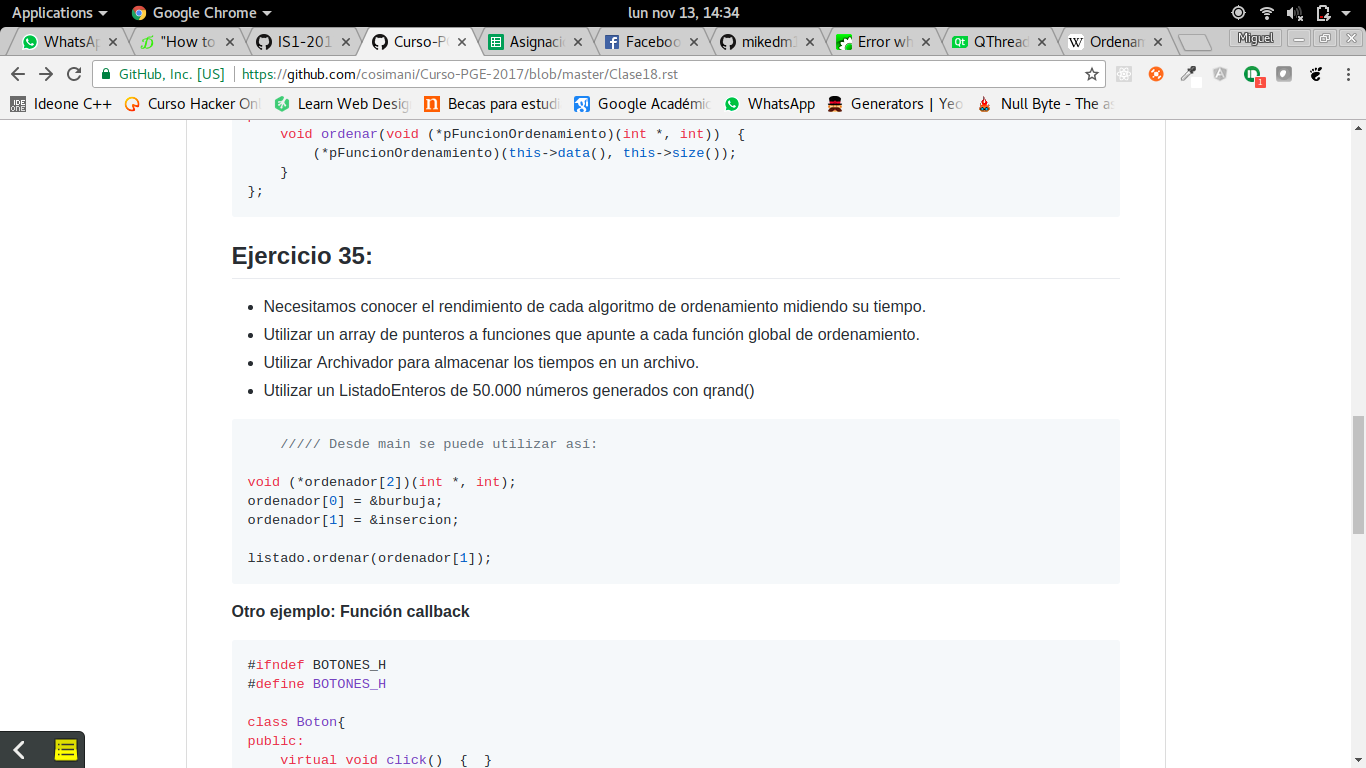 Applications
Google Chrome
lun nov 13, 14:34
WhatsAp
"How to
IS1-201
Curso-PG
Asignaci
Faceboo
mikedm1
Error wh
QThread
Ordenan
Miguel
GitHub, Inc. [US]
https://github.com/cosimani/Curso-PGE-2017/blob/master/Clase18.rst
1
Ideone C++
Curso Hacker Onl
Learn Web Desig
Becas para estudi
Google Académic
WhatsApp
Generators | Yeo
Null Byte - The as
void ordenar(void (*pFuncionOrdenamiento)(int *, int))  {
(*pFuncionOrdenamiento)(this->data(), this->size());
}
};
Ejercicio 35:
Necesitamos conocer el rendimiento de cada algoritmo de ordenamiento midiendo su tiempo.
Utilizar un array de punteros a funciones que apunte a cada función global de ordenamiento.
Utilizar Archivador para almacenar los tiempos en un archivo.
Utilizar un ListadoEnteros de 50.000 números generados con qrand()
///// Desde main se puede utilizar así:
void (*ordenador[2])(int *, int);
ordenador[0] = &burbuja;
ordenador[1] = &insercion;
listado.ordenar(ordenador[1]);
Otro ejemplo: Función callback
#ifndef BOTONES_H
#define BOTONES_H
class Boton{
public:
virtual void click()  {  }